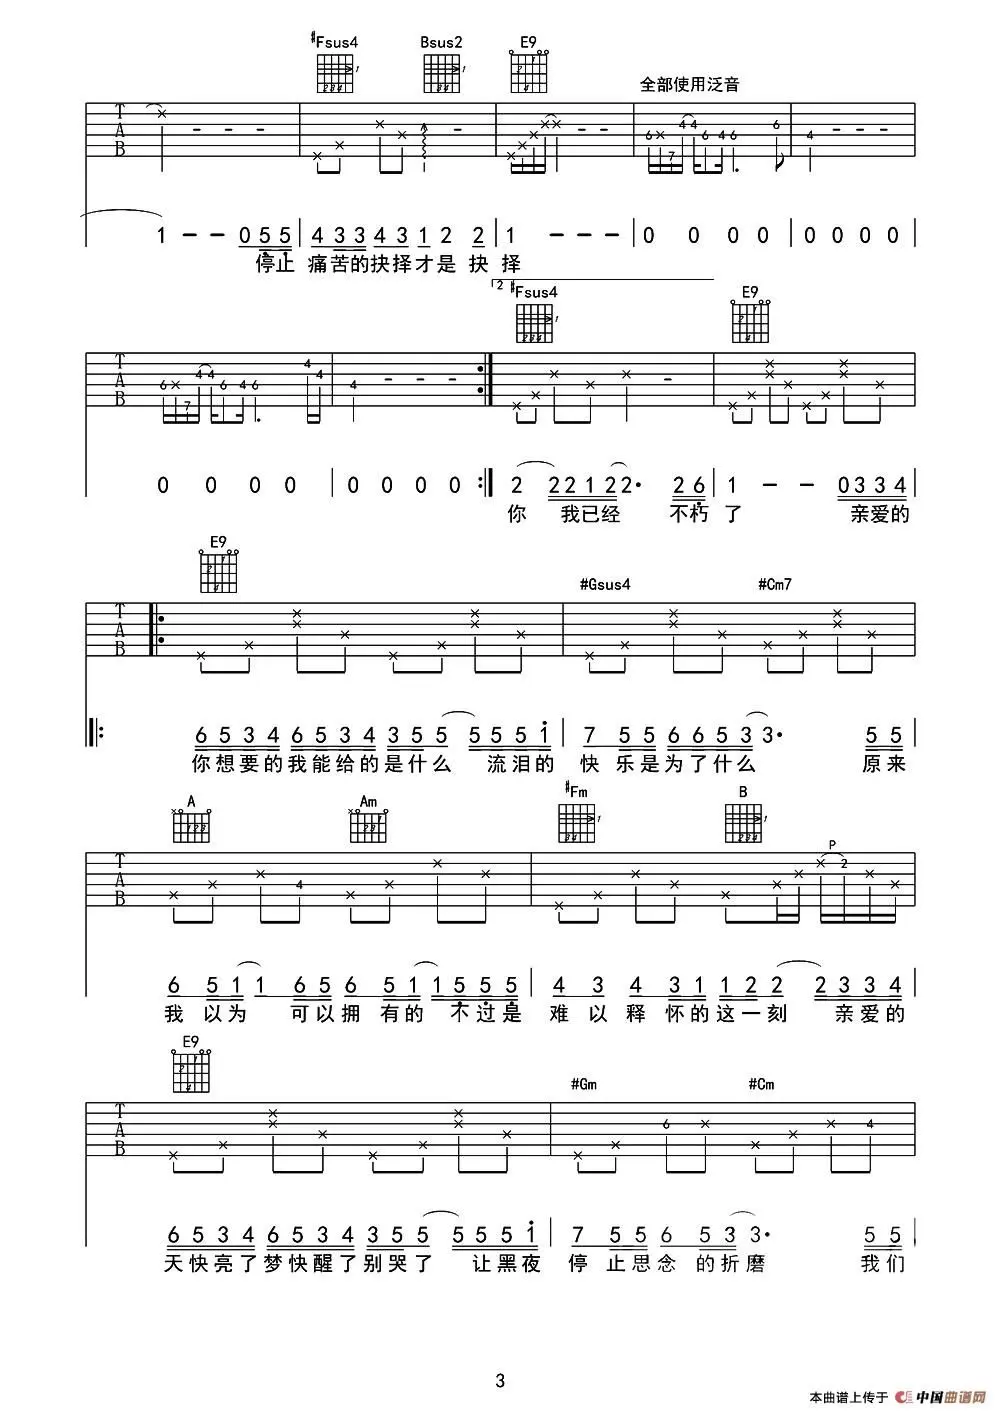 #Fsus4 Bsus2 E9
全部使用泛音
T A B × - - - × × × × - × × × × × - - 6 × 7 4 4 6 4 6 6 4 - - -
1 - - 0 5 5 4 3 3 4 3 1 2 2 1 - - - 0 0 0 0 0 0 0 0
停止 痛苦的抉择才是 抉 择
2 #Fsus4 E9
T A B 6 × 7 4 4 6 4 6 4 4 4 - - - × × × × × - × × × × × × × × × ×
0 0 0 0 0 0 0 0 2 2 2 1 2 2 2 6 1 - - 0 3 3 4
你 我已经 不朽了 亲爱的
E9 #Gsus4 #Cm7
T A B × × × × × × × × × × × × × × × × × × ×
6 5 3 4 6 5 3 4 3 5 5 5 5 5 1 7 5 5 6 6 5 3 3 5 5
你想要的我能给的是什么 流泪的 快 乐是为了什么 原来
A Am #Fm B
P
T A B × × × 4 × × × × × × × × × × × × 2 × ×
6 5 1 1 6 5 6 5 1 1 5 5 5 4 3 4 3 1 1 2 2 2 3 3 4
我 以为 可以拥 有的 不过是 难 以 释 怀的这一刻 亲爱的
E9 #Gm #Cm
T A B × × × × × × × × × × × × 6 × × × × 4
6 5 3 4 6 5 3 4 3 5 5 5 5 5 1 7 5 5 6 5 3 3 5 5
天快亮了梦快醒了别哭了 让黑夜 停 止思念 的折磨 我们
3
本曲谱上传于 中国曲谱网